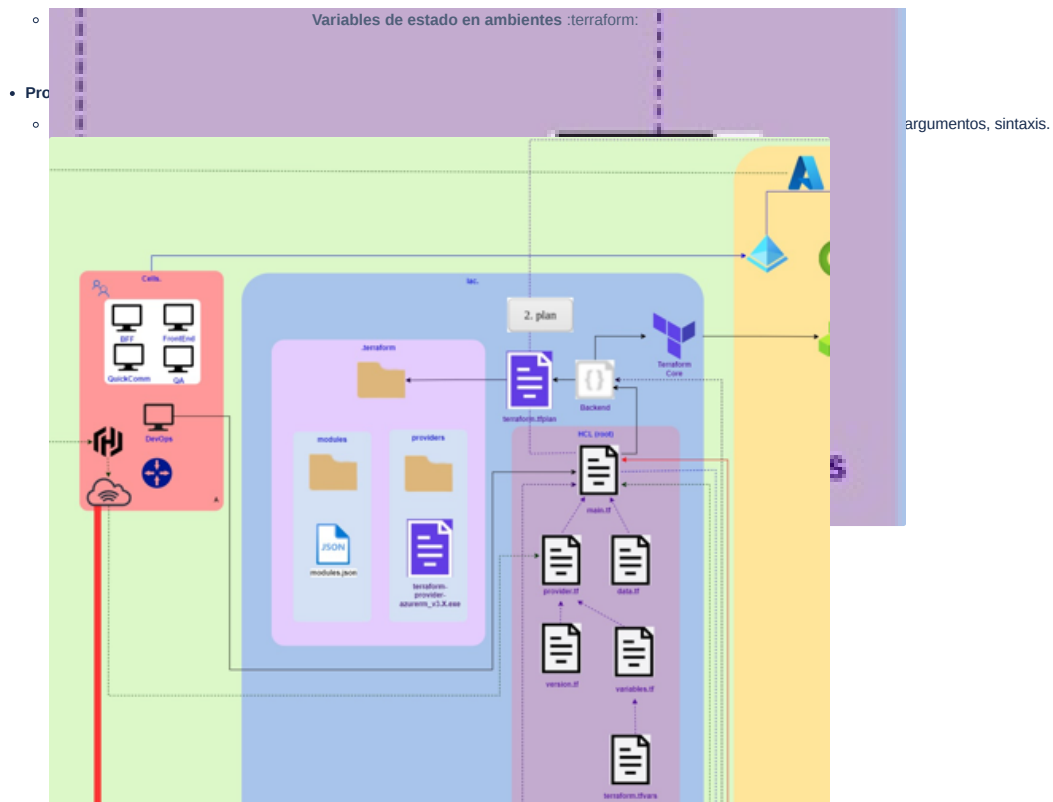 Variables de estado en ambientes :terraform:
Pro
argumentos, sintaxis.
Cells.
Iac.
2. plan
BFF
FrontEnd
QuickComm
QA
.terraform
Terraform
Core
terraform.tfplan
Backend
DevOps
modules
providers
HCL (root)
A
main.tf
JSON
modules.json
terraform-
provider-
azurerm_v3.X.exe
provider.tf
data.tf
version.tf
variables.tf
terraform.tfvars